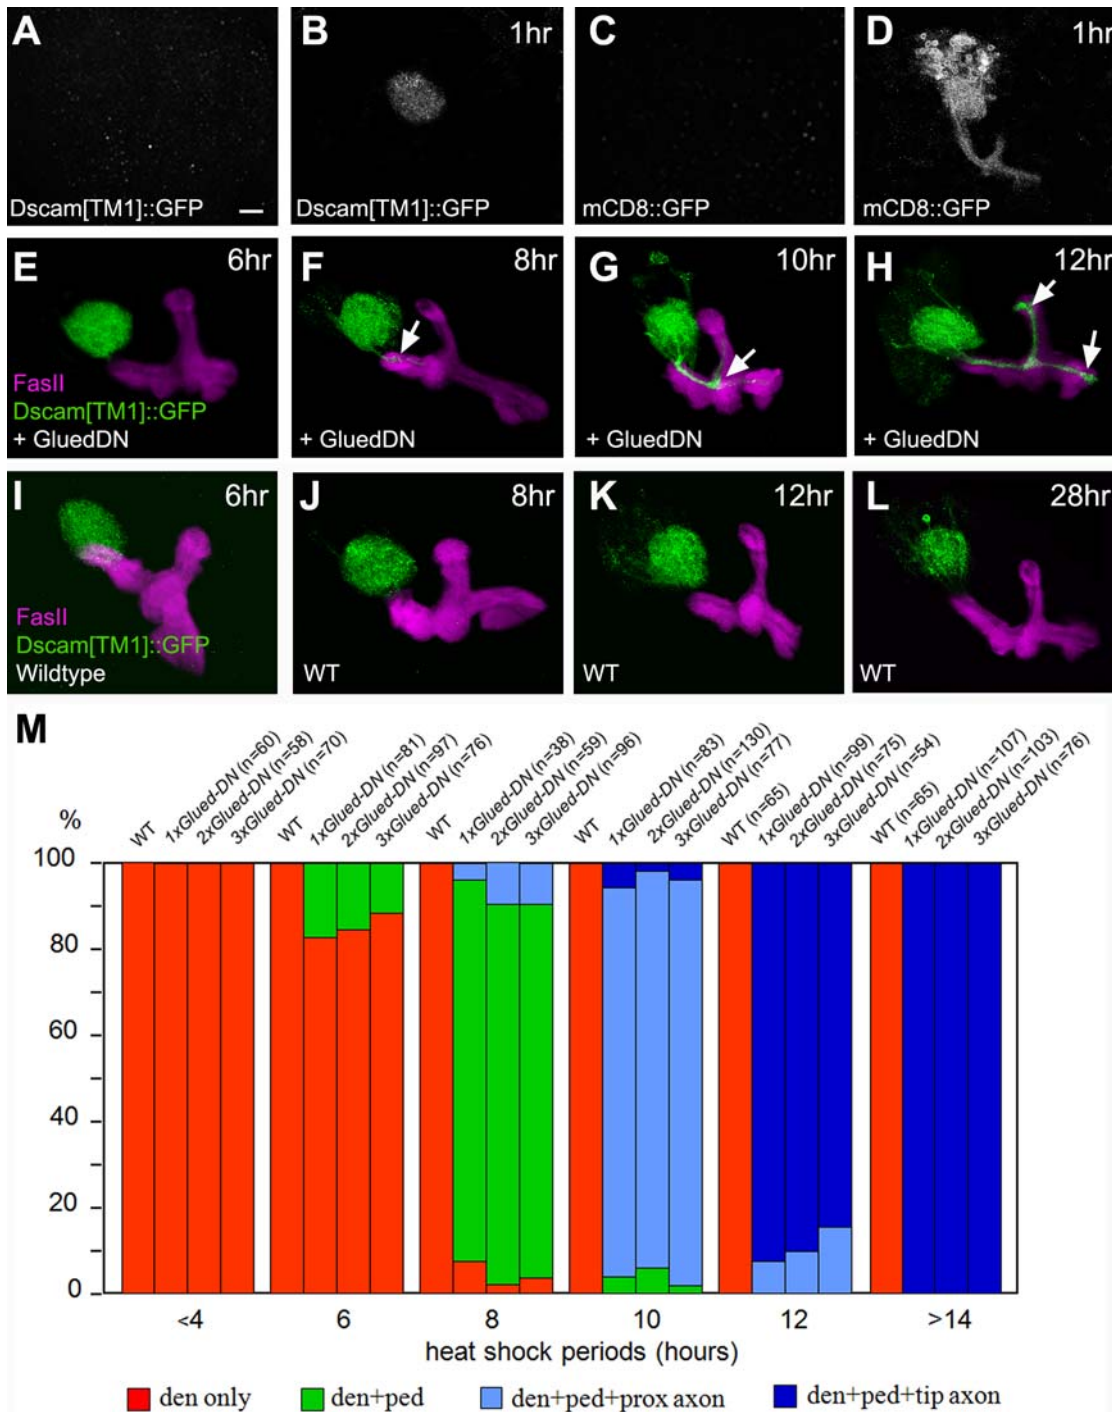 A
B 1hr
C
D 1hr
Dscam[TM1]::GFP
Dscam[TM1]::GFP
mCD8::GFP
mCD8::GFP
E 6hr
F 8hr
G 10hr
H 12hr
FasII
Dscam[TM1]::GFP
+ GluedDN
+ GluedDN
+ GluedDN
+ GluedDN
I 6hr
J 8hr
K 12hr
L 28hr
FasII
Dscam[TM1]::GFP
Wildtype
WT
WT
WT
M
%
WT
1xGlued-DN (n=60)
2xGlued-DN (n=58)
3xGlued-DN (n=70)
WT
1xGlued-DN (n=81)
2xGlued-DN (n=97)
3xGlued-DN (n=76)
WT
1xGlued-DN (n=38)
2xGlued-DN (n=59)
3xGlued-DN (n=96)
WT
1xGlued-DN (n=83)
2xGlued-DN (n=130)
3xGlued-DN (n=77)
WT (n=65)
1xGlued-DN (n=99)
2xGlued-DN (n=75)
3xGlued-DN (n=54)
WT (n=65)
1xGlued-DN (n=107)
2xGlued-DN (n=103)
3xGlued-DN (n=76)
100
80
60
40
20
0
<4 6 8 10 12 >14
heat shock periods (hours)
den only den+ped den+ped+prox axon den+ped+tip axon